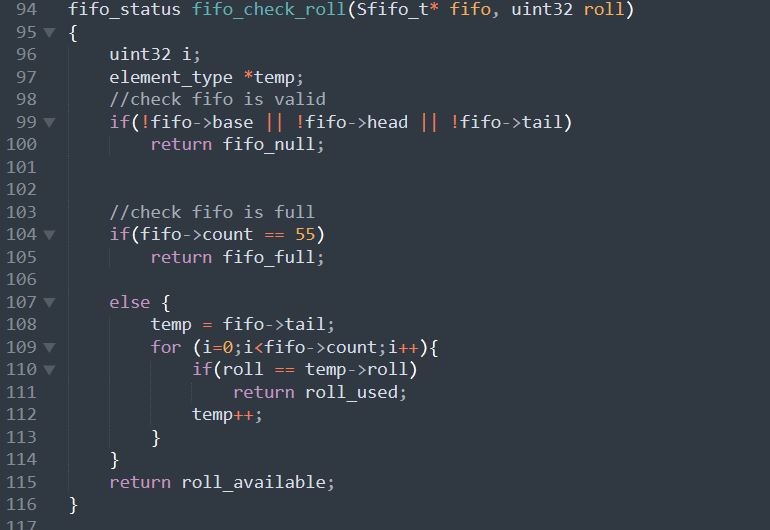 94 fifo_status fifo_check_roll(Sfifo_t* fifo, uint32 roll)
95 {
96     uint32 i;
97     element_type *temp;
98     //check fifo is valid
99     if(!fifo->base || !fifo->head || !fifo->tail)
100         return fifo_null;
101
102
103     //check fifo is full
104     if(fifo->count == 55)
105         return fifo_full;
106
107     else {
108         temp = fifo->tail;
109         for (i=0;i<fifo->count;i++){
110             if(roll == temp->roll)
111                 return roll_used;
112             temp++;
113         }
114     }
115     return roll_available;
116 }
117